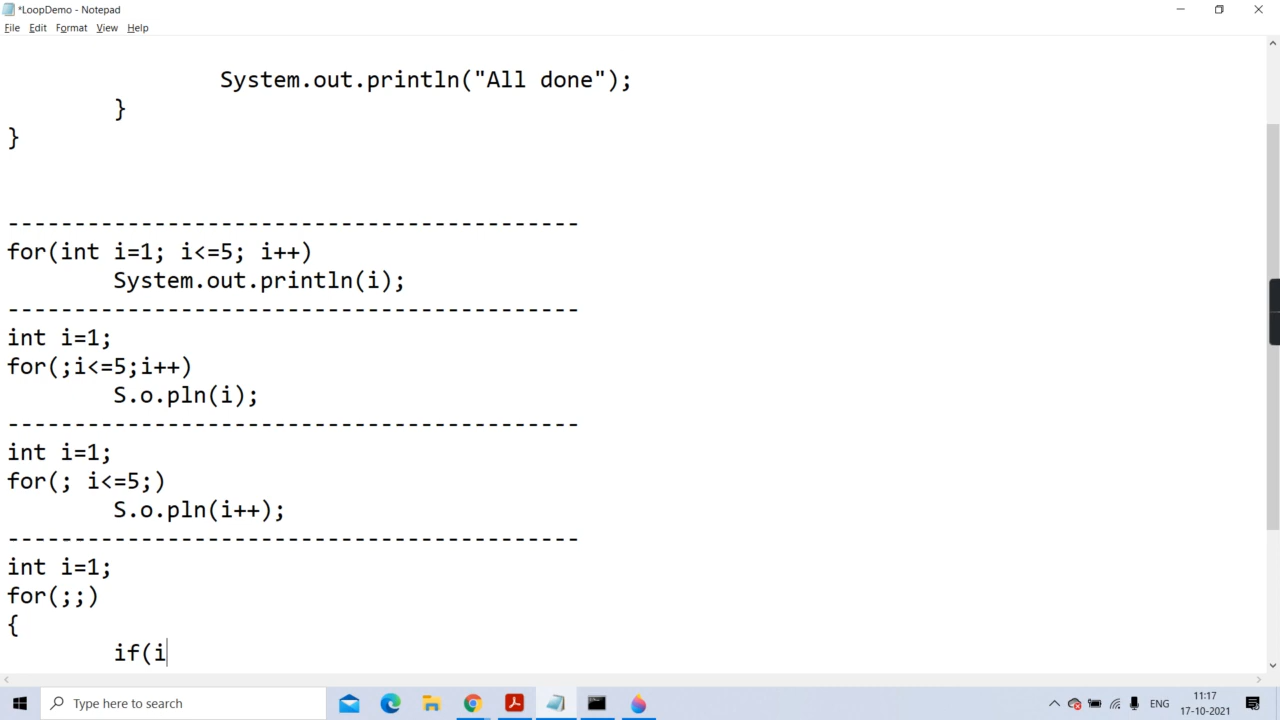 *LoopDemo - Notepad
File Edit Format View Help
System.out.println("All done");
}
}
-------------------------------------------
for(int i=1; i<=5; i++)
System.out.println(i);
-------------------------------------------
int i=1;
for(;i<=5;i++)
S.o.pln(i);
-------------------------------------------
int i=1;
for(; i<=5;)
S.o.pln(i++);
-------------------------------------------
int i=1;
for(;;)
{
if(i
Type here to search
ENG
11:17
17-10-2021